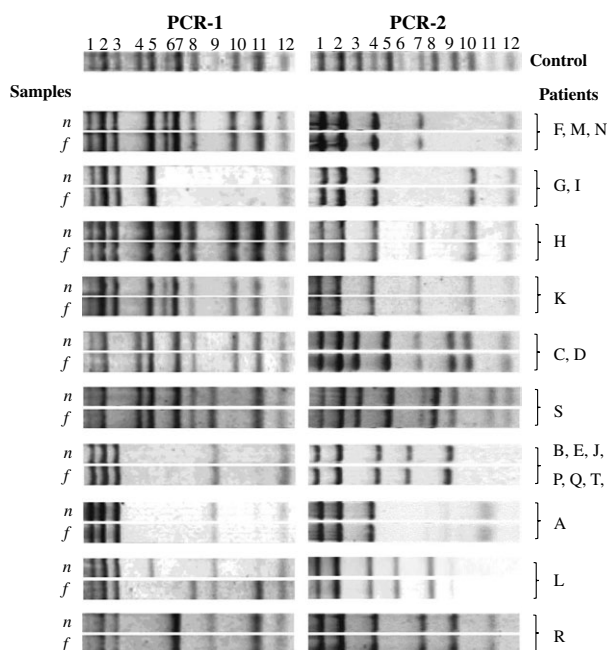 PCR-1 PCR-2
1 2 3 4 5 67 8 9 10 11 12 1 2 3 4 5 6 7 8 9 10 11 12
Control
Samples Patients
n
f
F, M, N
n
f
G, I
n
f
H
n
f
K
n
f
C, D
n
f
S
n
f
B, E, J,
P, Q, T,
n
f
A
n
f
L
n
f
R